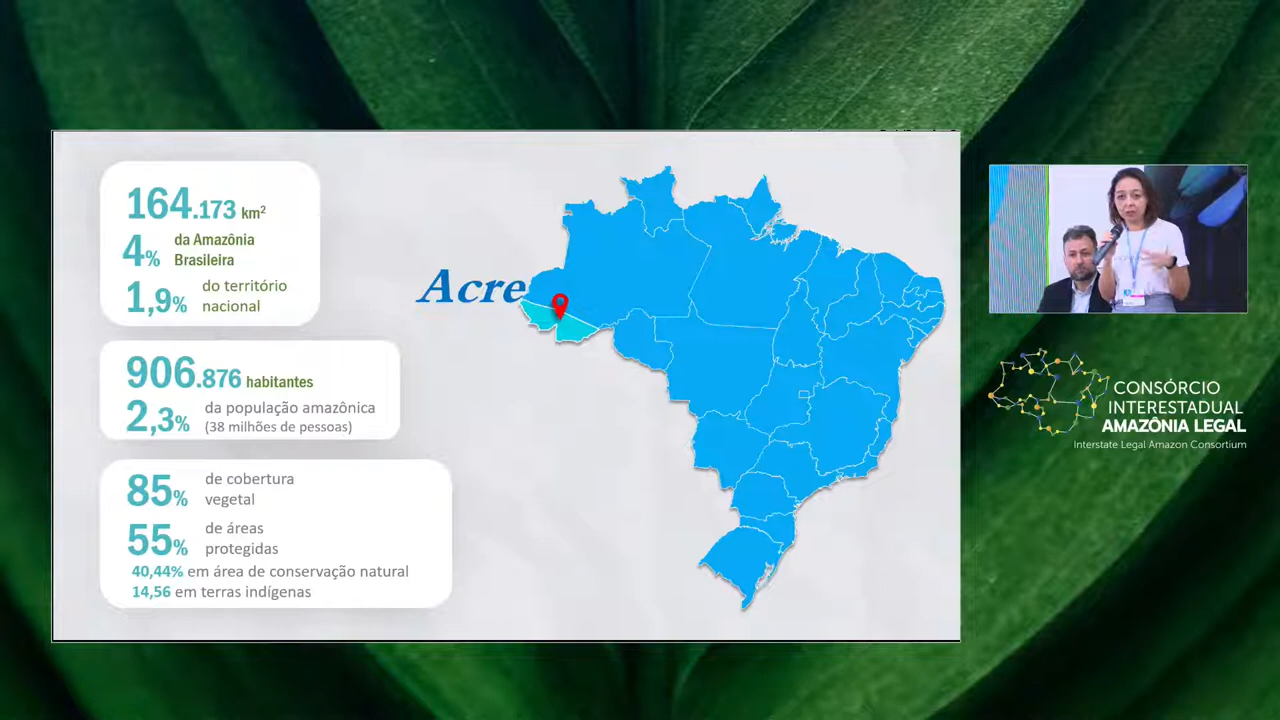 164.173 km²
4% da Amazônia
Brasileira
1,9% do território
nacional
906.876 habitantes
2,3% da população amazônica
(38 milhões de pessoas)
85% de cobertura
vegetal
55% de áreas
protegidas
40,44% em área de conservação natural
14,56 em terras indígenas
Acre
CONSÓRCIO
INTERESTADUAL
AMAZÔNIA LEGAL
Interstate Legal Amazon Consortium